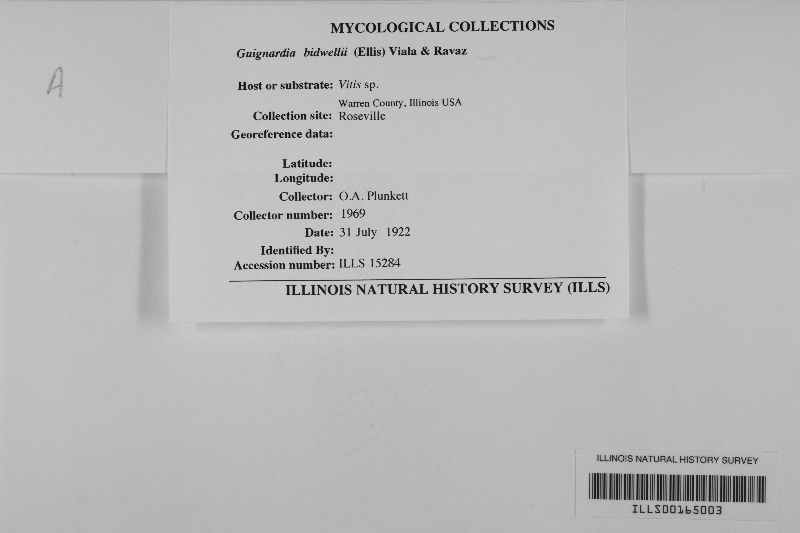 A
MYCOLOGICAL COLLECTIONS
Guignardia bidwellii (Ellis) Viala & Ravaz
Host or substrate: Vitis sp.
Warren County, Illinois USA
Collection site: Roseville
Georeference data:
Latitude:
Longitude:
Collector: O.A. Plunkett
Collector number: 1969
Date: 31 July 1922
Identified By:
Accession number: ILLS 15284
ILLINOIS NATURAL HISTORY SURVEY (ILLS)
ILLINOIS NATURAL HISTORY SURVEY
ILLS00165003